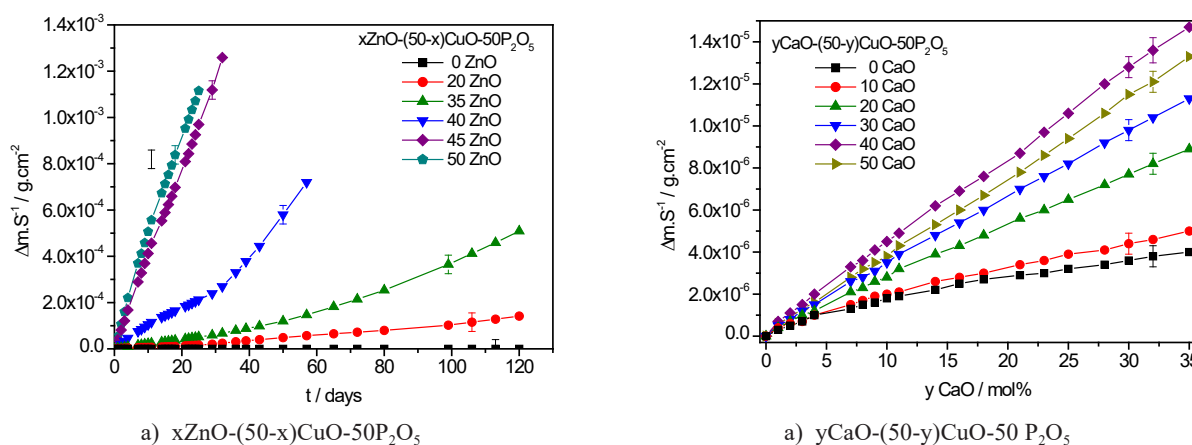 1.4x10⁻³
1.2x10⁻³
1.0x10⁻³
8.0x10⁻⁴
6.0x10⁻⁴
4.0x10⁻⁴
2.0x10⁻⁴
0.0
Δm.S⁻¹ / g.cm⁻²
xZnO-(50-x)CuO-50P₂O₅
0 ZnO
20 ZnO
35 ZnO
40 ZnO
45 ZnO
50 ZnO
0 20 40 60 80 100 120
t / days
a) xZnO-(50-x)CuO-50P₂O₅
1.4x10⁻⁵
1.2x10⁻⁵
1.0x10⁻⁵
8.0x10⁻⁶
6.0x10⁻⁶
4.0x10⁻⁶
2.0x10⁻⁶
0.0
Δm.S⁻¹ / g.cm⁻²
yCaO-(50-y)CuO-50P₂O₅
0 CaO
10 CaO
20 CaO
30 CaO
40 CaO
50 CaO
0 5 10 15 20 25 30 35
y CaO / mol%
a) yCaO-(50-y)CuO-50 P₂O₅